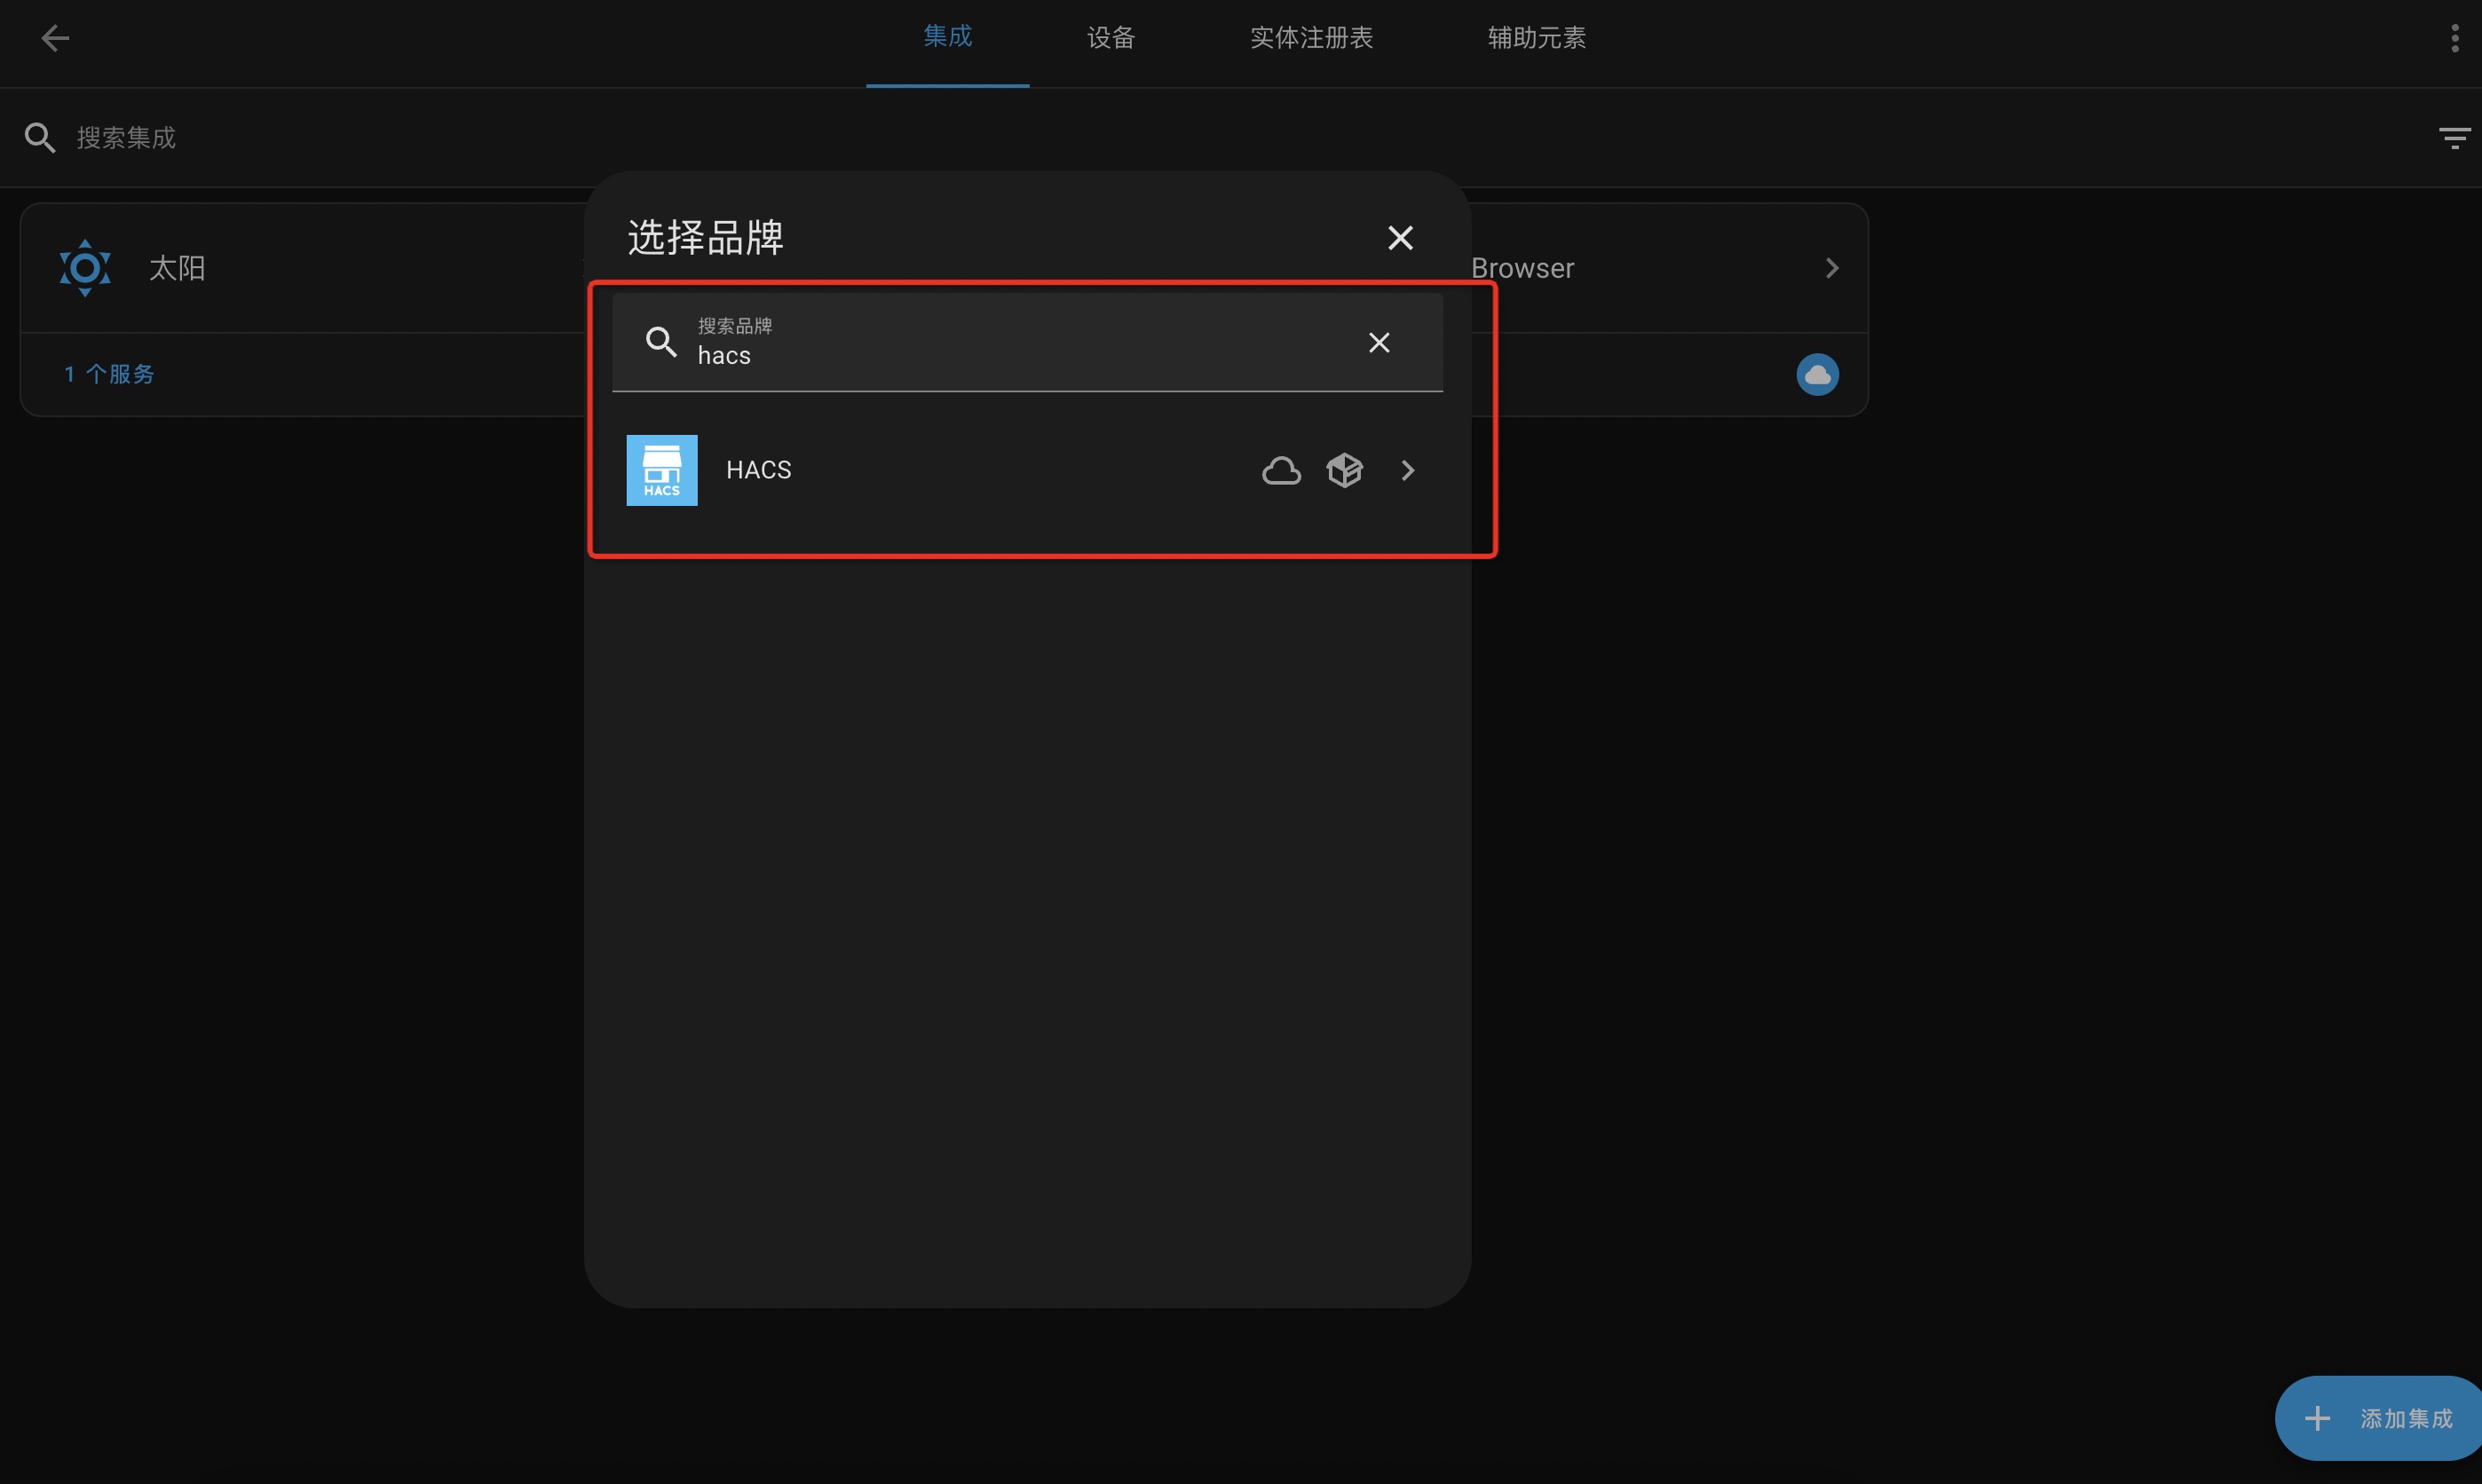 集成
设备
实体注册表
辅助元素
搜索集成
选择品牌
太阳
Browser
搜索品牌
hacs
1 个服务
HACS
HACS
添加集成